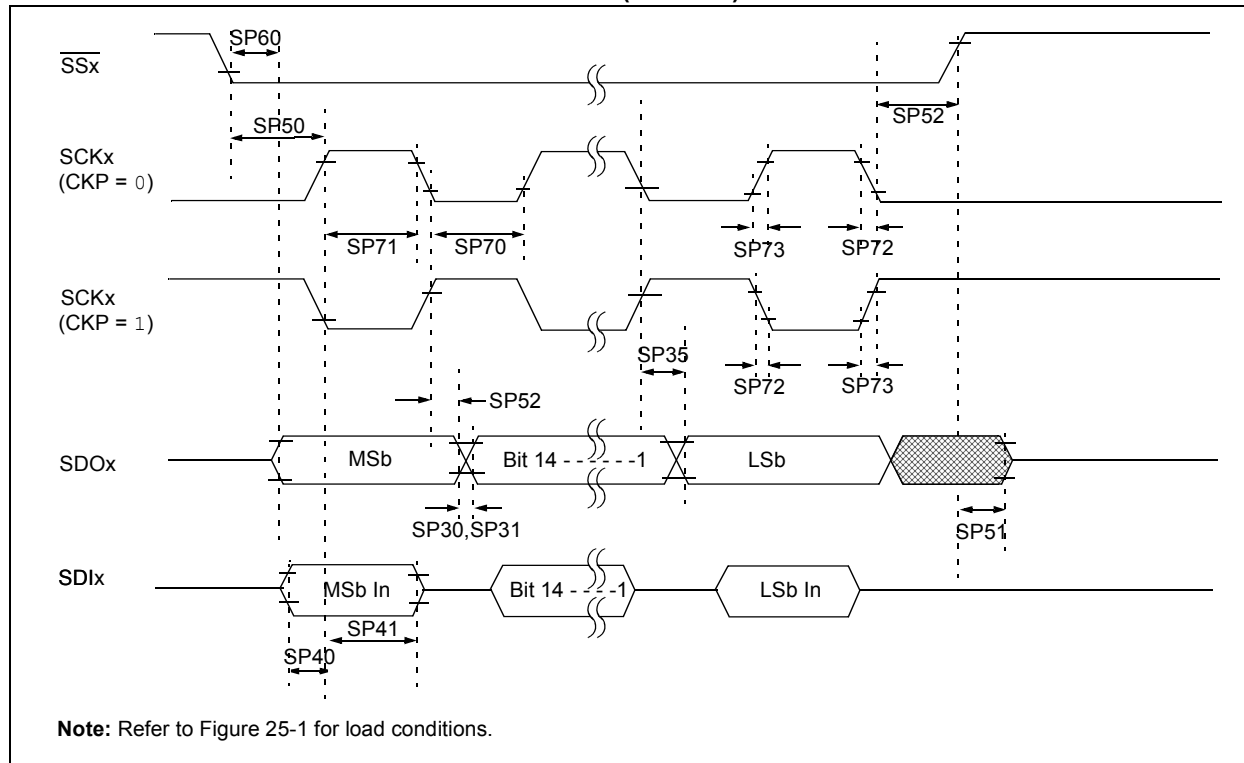 SP60
SSx
SP50
SP52
SCKx
(CKP = 0)
SP71
SP70
SP73
SP72
SCKx
(CKP = 1)
SP35
SP72
SP73
SP52
SDOx
MSb
Bit 14 - - - - - -1
LSb
SP30,SP31
SP51
SDIx
MSb In
Bit 14 - - - -1
LSb In
SP41
SP40
Note: Refer to Figure 25-1 for load conditions.